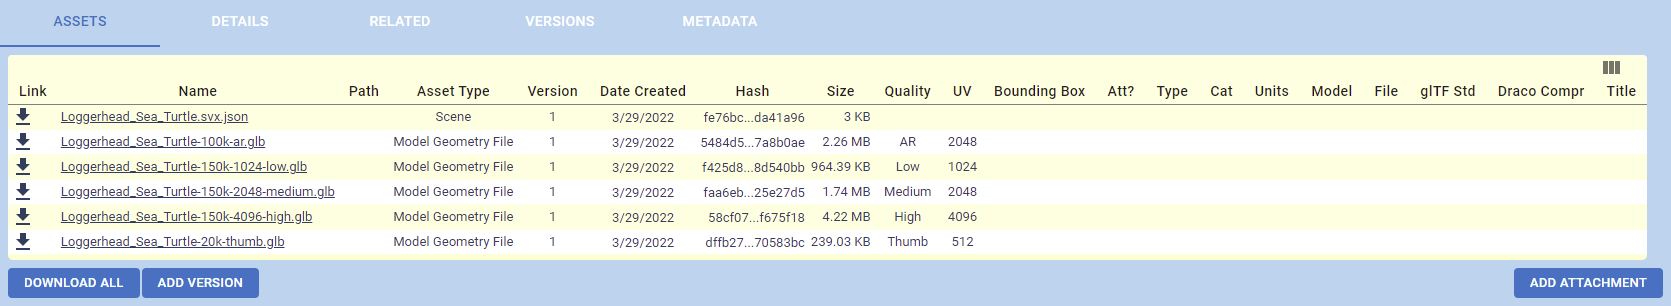 ASSETS DETAILS RELATED VERSIONS METADATA
Link Name Path Asset Type Version Date Created Hash Size Quality UV Bounding Box Att? Type Cat Units Model File glTF Std Draco Compr Title
Loggerhead_Sea_Turtle.svx.json Scene 1 3/29/2022 fe76bc...da41a96 3 KB
Loggerhead_Sea_Turtle-100k-ar.glb Model Geometry File 1 3/29/2022 5484d5...7a8b0ae 2.26 MB AR 2048
Loggerhead_Sea_Turtle-150k-1024-low.glb Model Geometry File 1 3/29/2022 f425d8...8d540bb 964.39 KB Low 1024
Loggerhead_Sea_Turtle-150k-2048-medium.glb Model Geometry File 1 3/29/2022 faa6eb...25e27d5 1.74 MB Medium 2048
Loggerhead_Sea_Turtle-150k-4096-high.glb Model Geometry File 1 3/29/2022 58cf07...f675f18 4.22 MB High 4096
Loggerhead_Sea_Turtle-20k-thumb.glb Model Geometry File 1 3/29/2022 dffb27...70583bc 239.03 KB Thumb 512
DOWNLOAD ALL ADD VERSION ADD ATTACHMENT